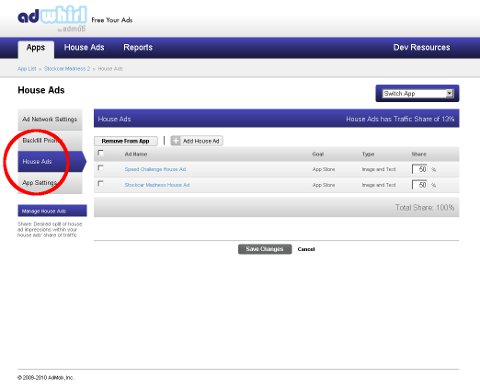 adwhirl
by admob
Free Your Ads
Apps House Ads Reports Dev Resources
App List » Stockcar Madness 2 » House Ads
House Ads
Switch App
Ad Network Settings
Backfill Priority
House Ads
App Settings
Manage House Ads
Share: Desired split of house
ad impressions within your
house ads' share of traffic.
House Ads House Ads has Traffic Share of 13%
Remove From App | + Add House Ad
Ad Name Goal Type Share
Speed Challenge House Ad App Store Image and Text 50 %
Stockcar Madness House Ad App Store Image and Text 50 %
Total Share: 100%
Save Changes Cancel
© 2009-2010 AdMob, Inc.